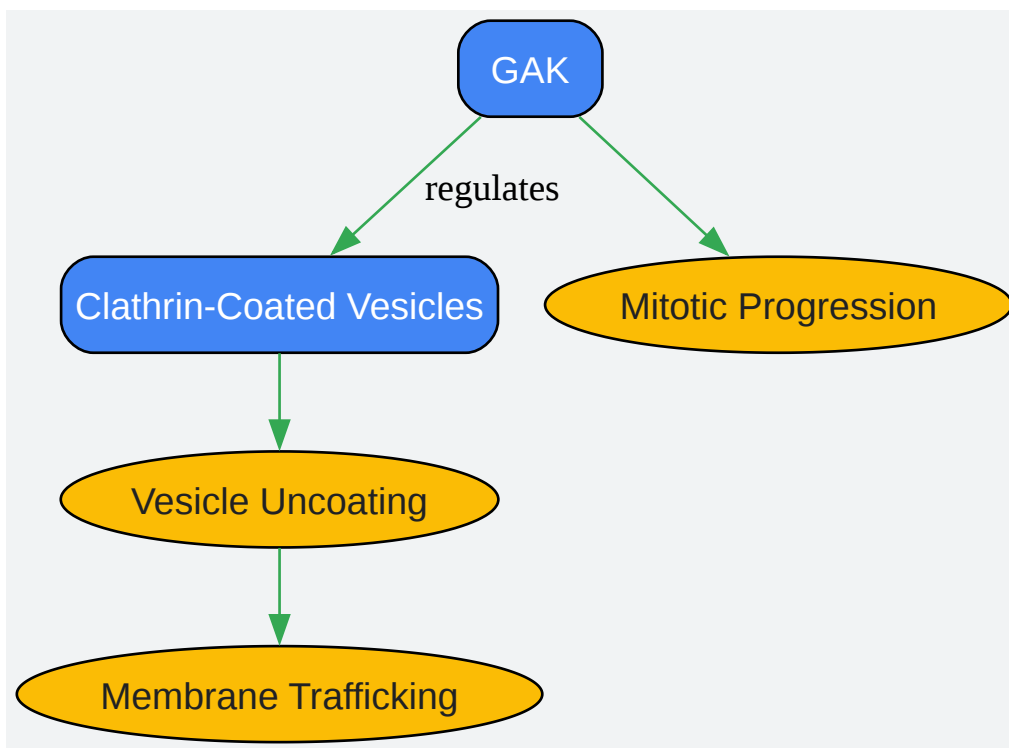 GAK
regulates
Clathrin-Coated Vesicles
Mitotic Progression
Vesicle Uncoating
Membrane Trafficking